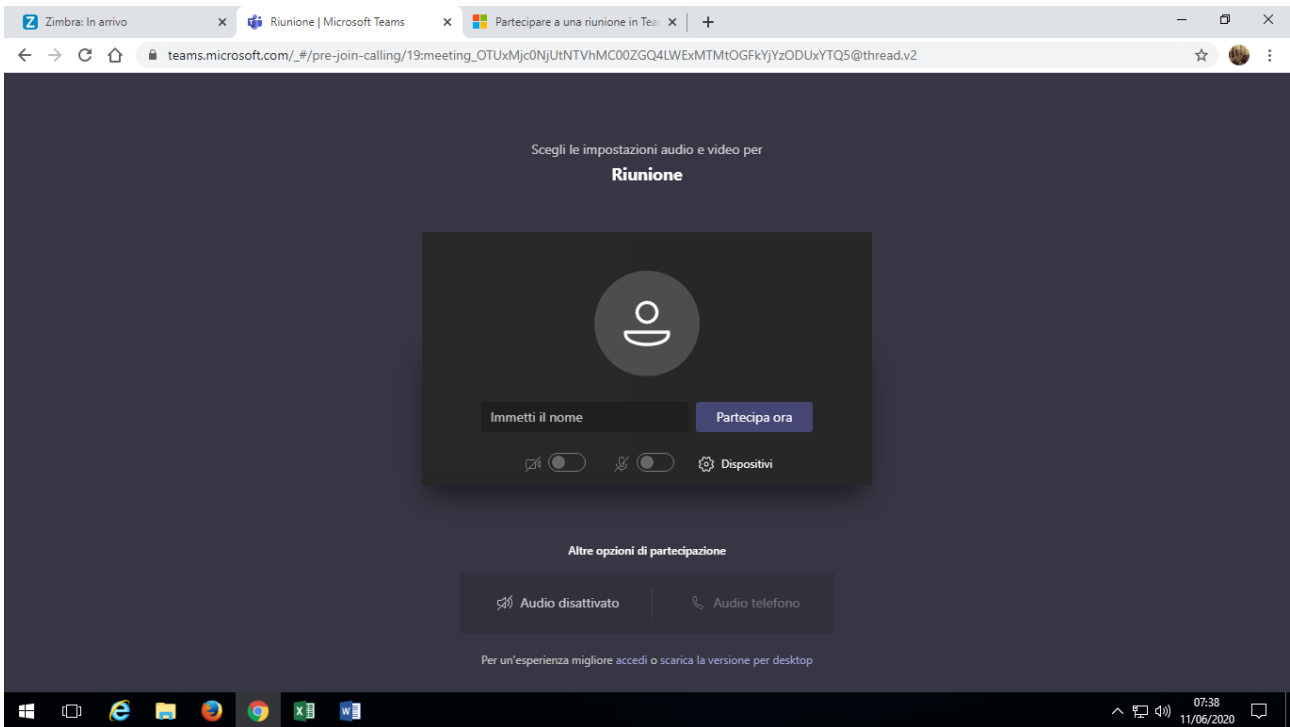 Zimbra: In arrivo
Riunione | Microsoft Teams
Partecipare a una riunione in Tea
teams.microsoft.com/_#/pre-join-calling/19:meeting_OTUxMjc0NjUtNTVhMC00ZGQ4LWExMTMtOGFkYjYzODUxYTQ5@thread.v2
Scegli le impostazioni audio e video per
Riunione
Immetti il nome
Partecipa ora
Dispositivi
Altre opzioni di partecipazione
Audio disattivato
Audio telefono
Per un'esperienza migliore accedi o scarica la versione per desktop
07:38
11/06/2020